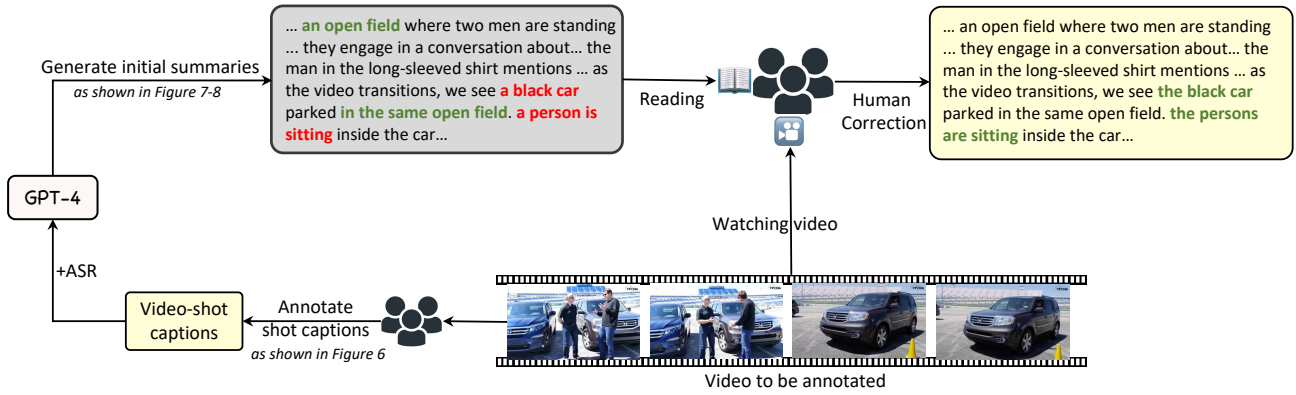 Generate initial summaries
as shown in Figure 7-8
... an open field where two men are standing
... they engage in a conversation about... the
man in the long-sleeved shirt mentions ... as
the video transitions, we see a black car
parked in the same open field. a person is
sitting inside the car...
Reading
Human
Correction
... an open field where two men are standing
... they engage in a conversation about... the
man in the long-sleeved shirt mentions ... as
the video transitions, we see the black car
parked in the same open field. the persons
are sitting inside the car...
GPT-4
+ASR
Video-shot
captions
Annotate
shot captions
as shown in Figure 6
Watching video
Video to be annotated